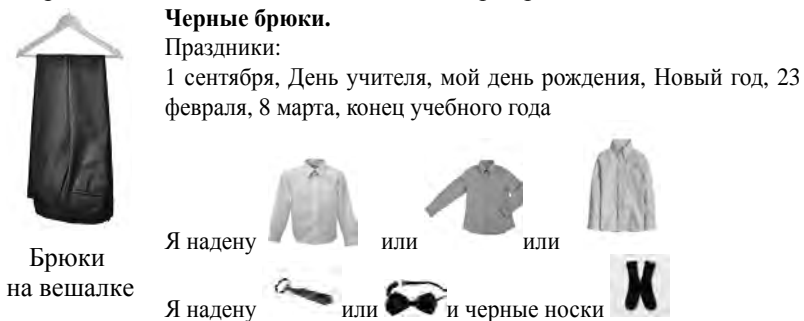 Черные брюки.
Праздники:
1 сентября, День учителя, мой день рождения, Новый год, 23
февраля, 8 марта, конец учебного года
Я надену или или
Брюки
на вешалке
Я надену или и черные носки